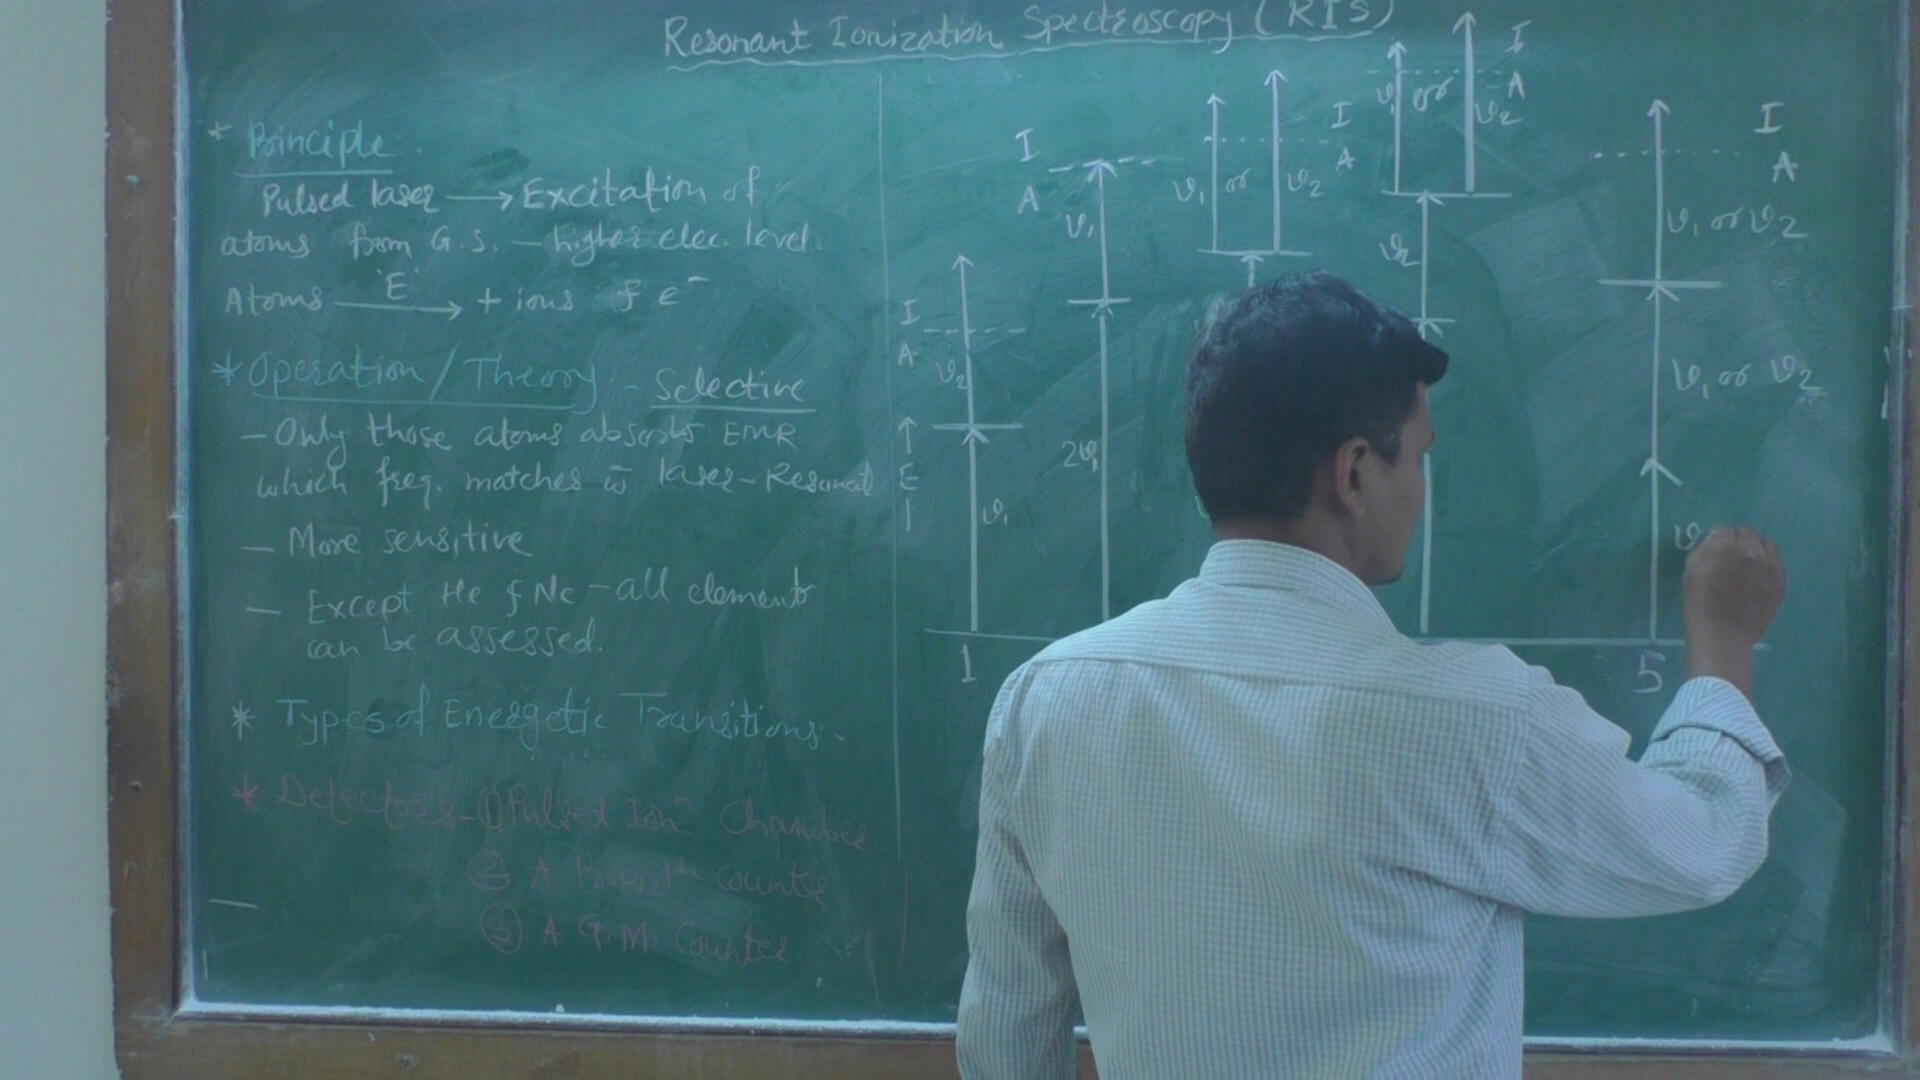 Resonant Ionization Spectroscopy (RIS)
* Principle:
Pulsed laser → Excitation of
atoms from G.S. – higher elec. level.
Atoms 'E' → + ions & e⁻
* Operation / Theory :- Selective
– Only those atoms absorbs EMR
which freq. matches w̄ laser – Resonant
– More sensitive
– Except He & Ne – all elements
can be assessed.
* Types of Energetic Transitions.
* Detectors – ① Pulsed Ionⁿ Chamber
② A Proporᵗⁿ counter
③ A G.M. Counter
I
A
ν₂
↑
E
|
ν₁
1
I
A
ν₁
2ν₁
I
A
ν₁ or ν₂
I
A
ν₁ or ν₂
ν₂
I
A
ν₁ or ν₂
ν₁ or ν₂
ν
5